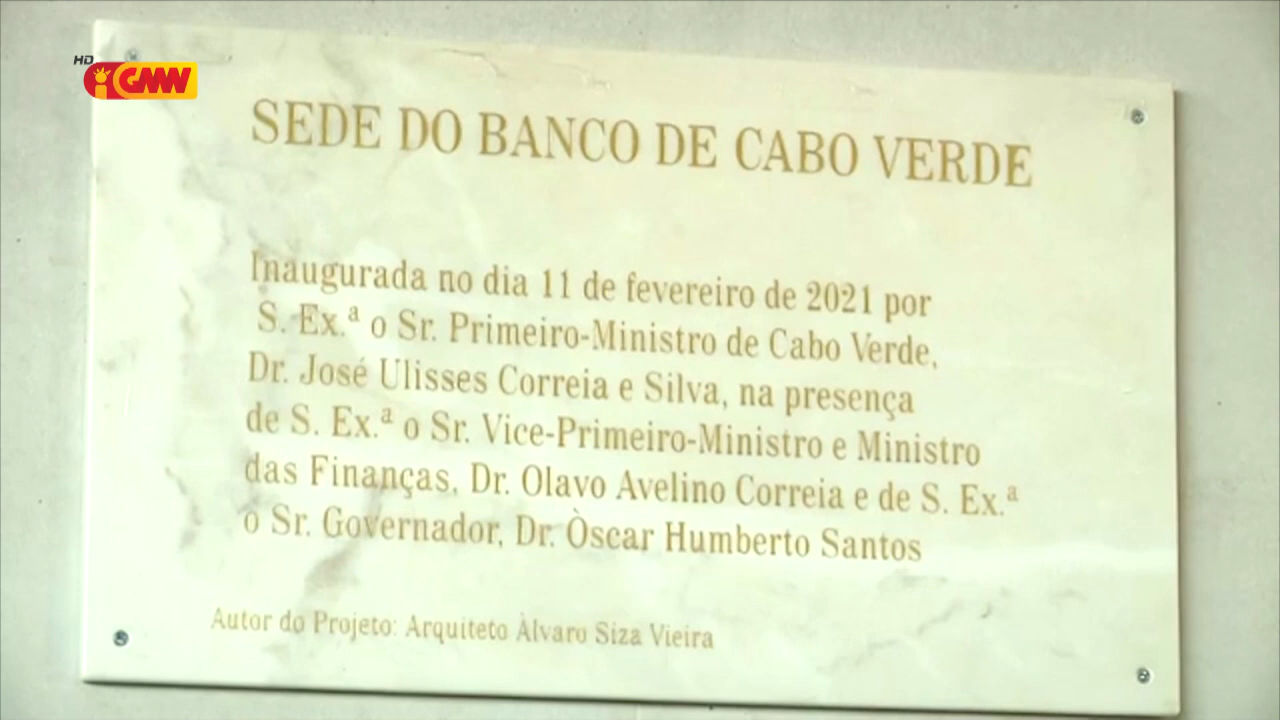 HD
iGMW
SEDE DO BANCO DE CABO VERDE
Inaugurada no dia 11 de fevereiro de 2021 por
S. Ex.ª o Sr. Primeiro-Ministro de Cabo Verde,
Dr. José Ulisses Correia e Silva, na presença
de S. Ex.ª o Sr. Vice-Primeiro-Ministro e Ministro
das Finanças, Dr. Olavo Avelino Correia e de S. Ex.ª
o Sr. Governador, Dr. Òscar Humberto Santos
Autor do Projeto: Arquiteto Àlvaro Siza Vieira